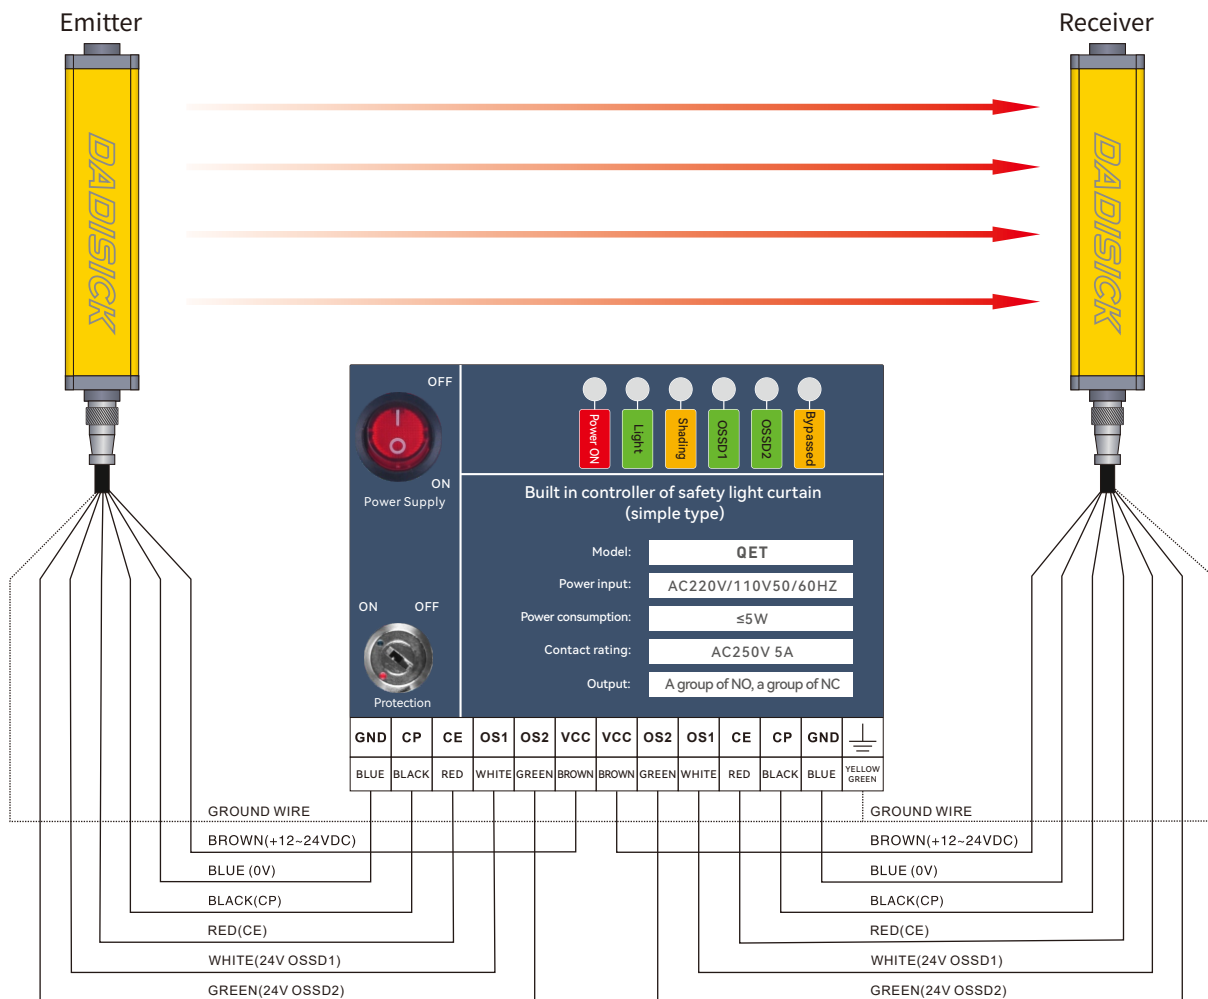 Emitter
Receiver
DADISICK
DADISICK
OFF
ON
Power Supply
Power ON
Light
Shading
OSSD1
OSSD2
Bypassed
Built in controller of safety light curtain
(simple type)
Model: QET
Power input: AC220V/110V50/60HZ
Power consumption: ≤5W
Contact rating: AC250V 5A
Output: A group of NO, a group of NC
ON OFF
Protection
GND CP CE OS1 OS2 VCC VCC OS2 OS1 CE CP GND
BLUE BLACK RED WHITE GREEN BROWN BROWN GREEN WHITE RED BLACK BLUE YELLOW GREEN
GROUND WIRE GROUND WIRE
BROWN(+12~24VDC) BROWN(+12~24VDC)
BLUE (0V) BLUE (0V)
BLACK(CP) BLACK(CP)
RED(CE) RED(CE)
WHITE(24V OSSD1) WHITE(24V OSSD1)
GREEN(24V OSSD2) GREEN(24V OSSD2)